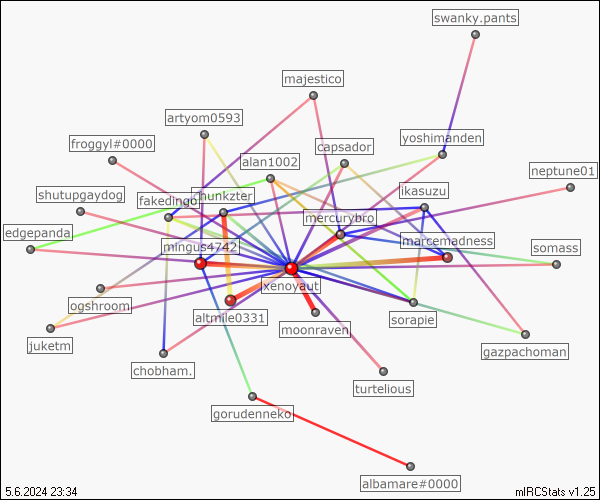 swanky.pants
majestico
artyom0593
froggyl#0000
capsador
yoshimanden
alan1002
neptune01
shutupgaydog
fakedingo
hunkzter
ikasuzu
mercurybro
edgepanda
mingus4742
marcemadness
somass
xenoyaut
ogshroom
altmile0331
moonraven
sorapie
juketm
gazpachoman
chobham.
turtelious
gorudenneko
albamare#0000
5.6.2024 23:34
mIRCStats v1.25